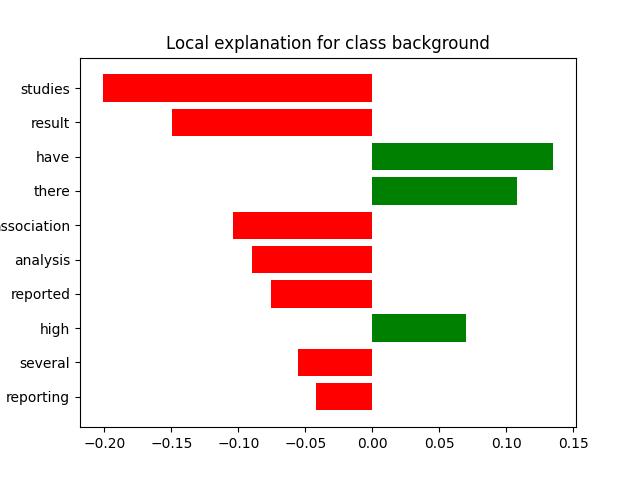 Local explanation for class background
studies
result
have
there
ssociation
analysis
reported
high
several
reporting
−0.20 −0.15 −0.10 −0.05 0.00 0.05 0.10 0.15